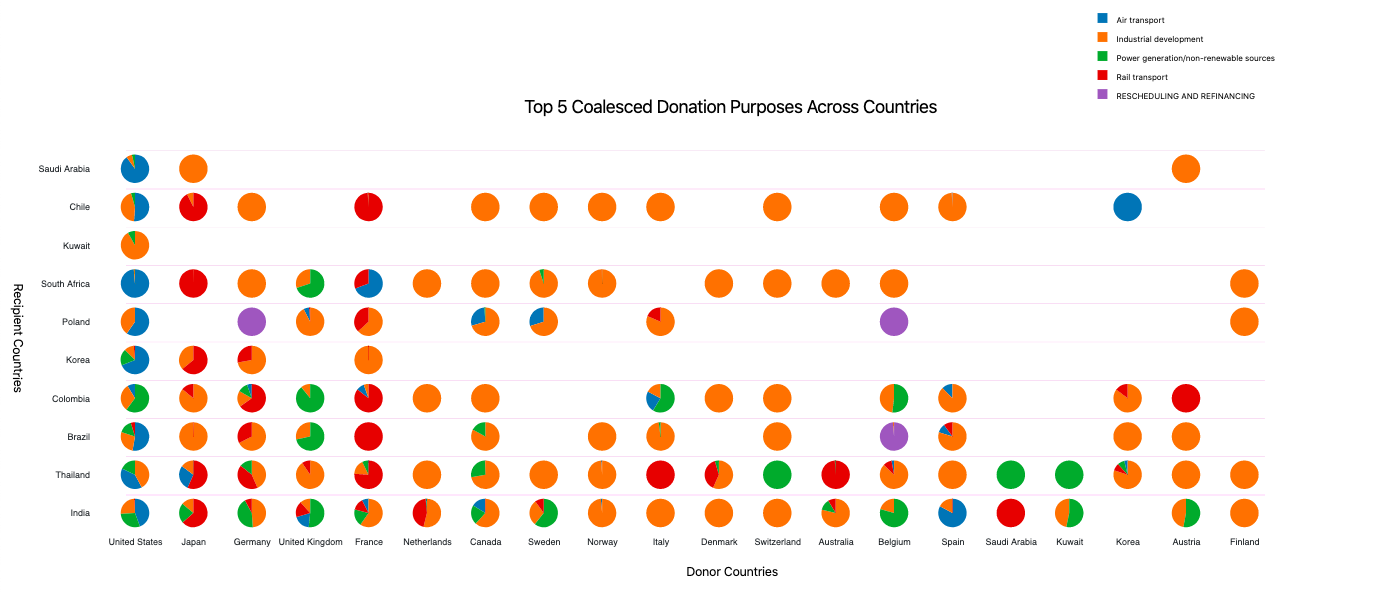 Air transport
Industrial development
Power generation/non-renewable sources
Rail transport
RESCHEDULING AND REFINANCING
Top 5 Coalesced Donation Purposes Across Countries
Saudi Arabia
Chile
Kuwait
South Africa
Poland
Korea
Colombia
Brazil
Thailand
India
Recipient Countries
United States Japan Germany United Kingdom France Netherlands Canada Sweden Norway Italy Denmark Switzerland Australia Belgium Spain Saudi Arabia Kuwait Korea Austria Finland
Donor Countries